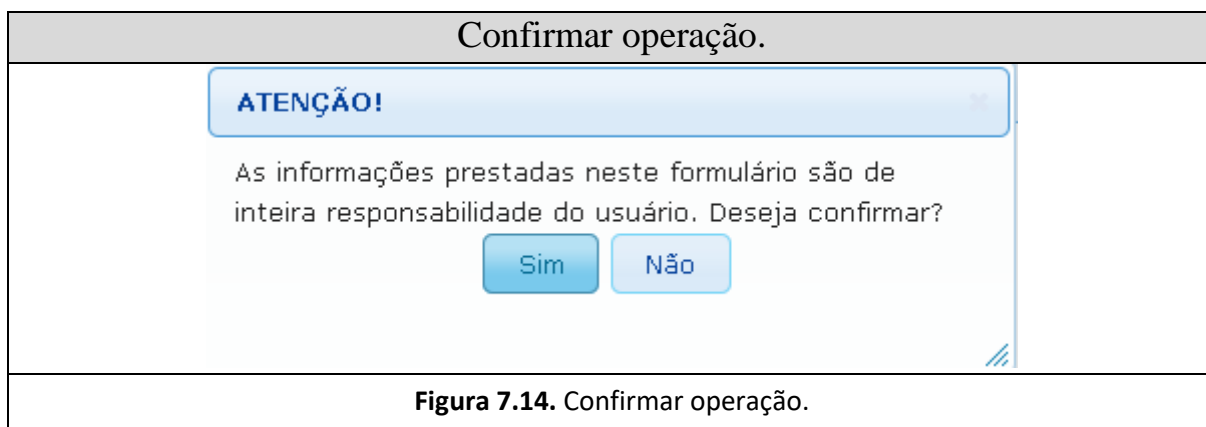 Confirmar operação.
ATENÇÃO!
As informações prestadas neste formulário são de
inteira responsabilidade do usuário. Deseja confirmar?
Sim Não
Figura 7.14. Confirmar operação.